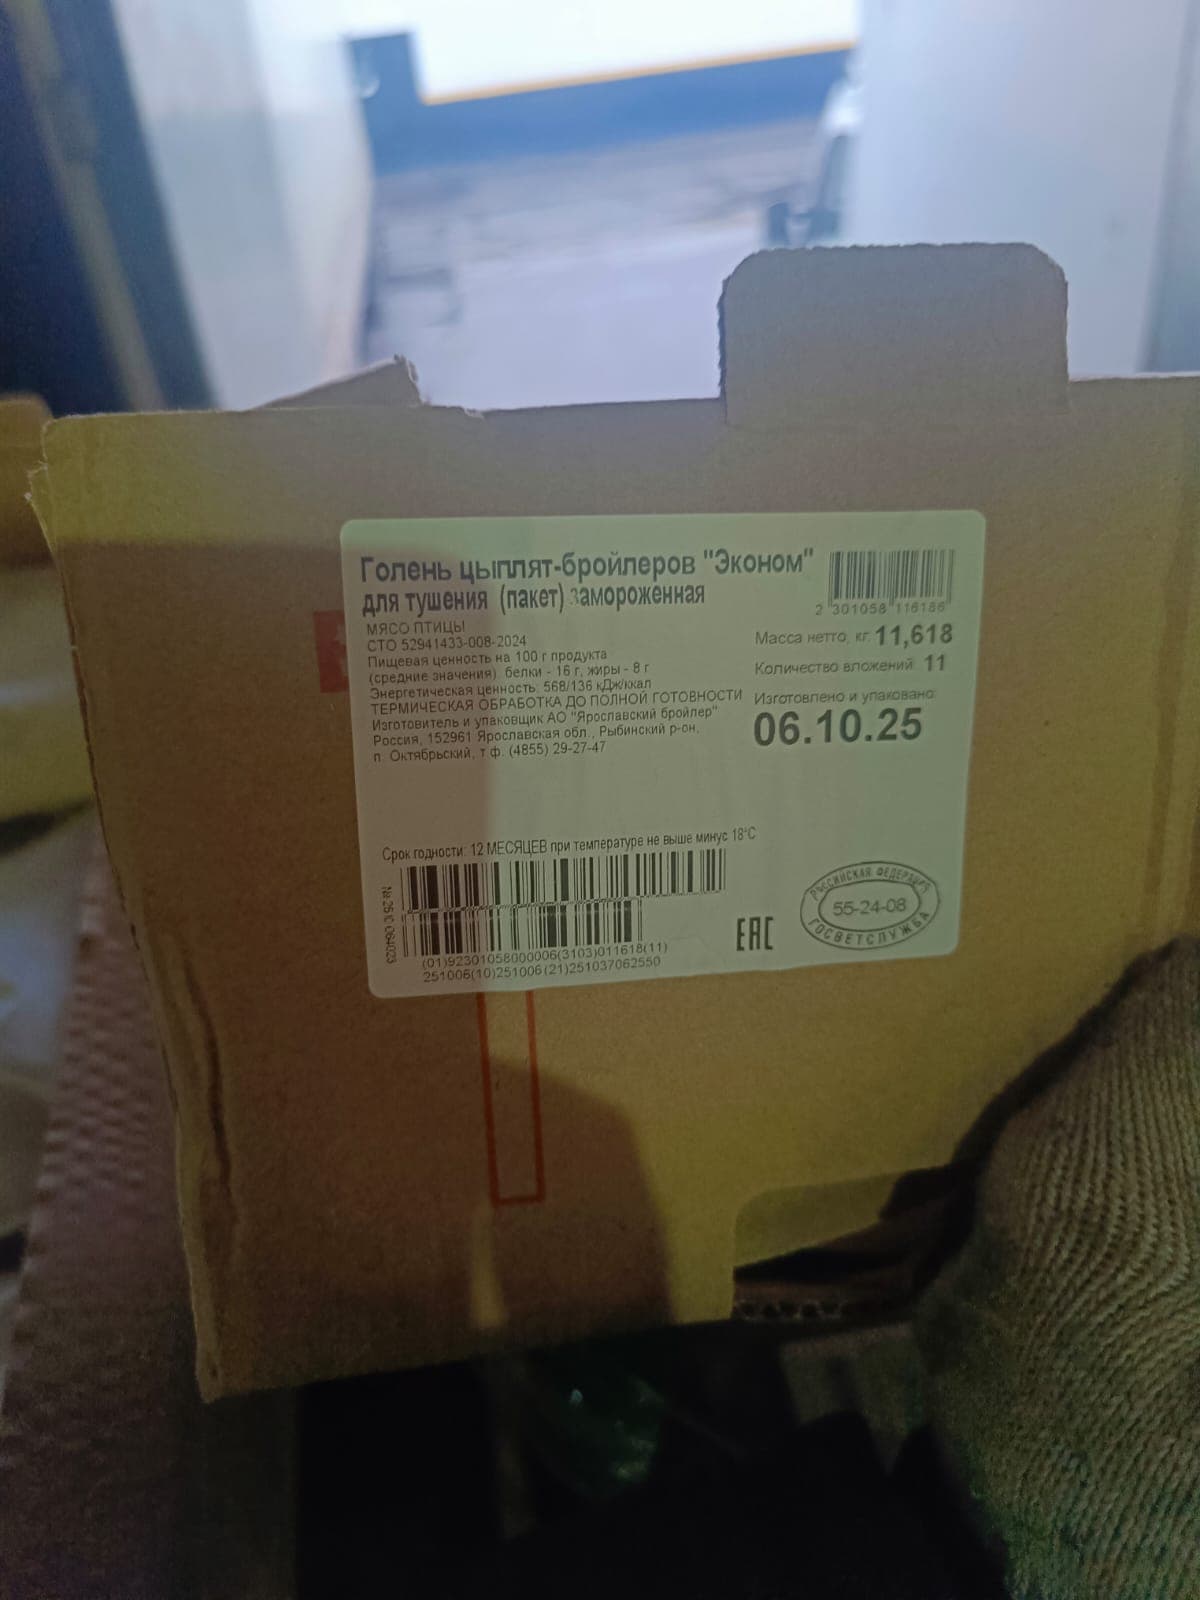 Голень цыплят-бройлеров "Эконом"
для тушения (пакет) замороженная
МЯСО ПТИЦЫ
СТО 52941433-008-2024
Пищевая ценность на 100 г продукта
(средние значения): белки - 16 г, жиры - 8 г
Энергетическая ценность: 568/136 кДж/ккал
ТЕРМИЧЕСКАЯ ОБРАБОТКА ДО ПОЛНОЙ ГОТОВНОСТИ
Изготовитель и упаковщик АО "Ярославский бройлер"
Россия, 152961 Ярославская обл., Рыбинский р-он,
п. Октябрьский, т.ф. (4855) 29-27-47
2 301058 116186
Масса нетто, кг: 11,618
Количество вложений: 11
Изготовлено и упаковано:
06.10.25
Срок годности: 12 МЕСЯЦЕВ при температуре не выше минус 18°С
(01)92301058000006(3103)011618(11)
251006(10)251006(21)251037062550
ЕАС
РОССИЙСКАЯ ФЕДЕРАЦИЯ
55-24-08
ГОСВЕТСЛУЖБА